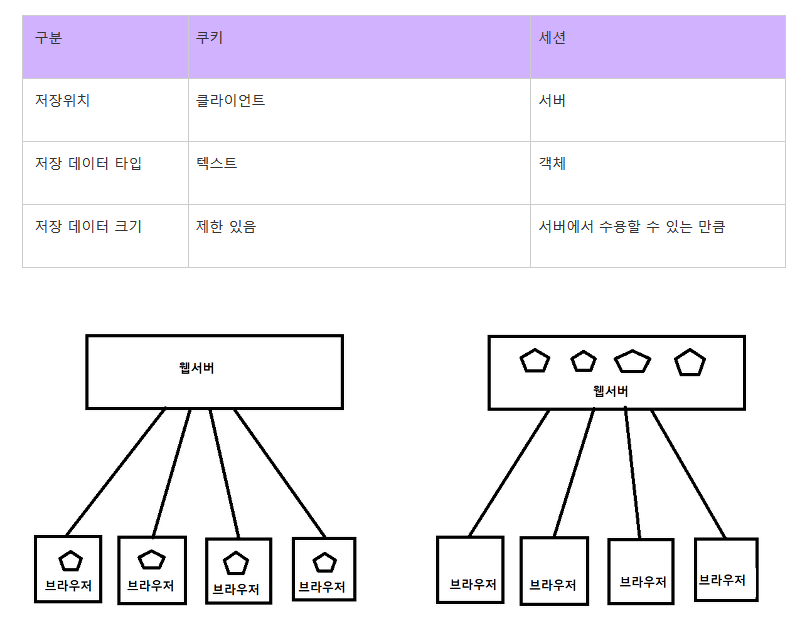 구분 쿠키 세션
저장위치 클라이언트 서버
저장 데이터 타입 텍스트 객체
저장 데이터 크기 제한 있음 서버에서 수용할 수 있는 만큼
웹서버
브라우저 브라우저 브라우저 브라우저
웹서버
브라우저 브라우저 브라우저 브라우저